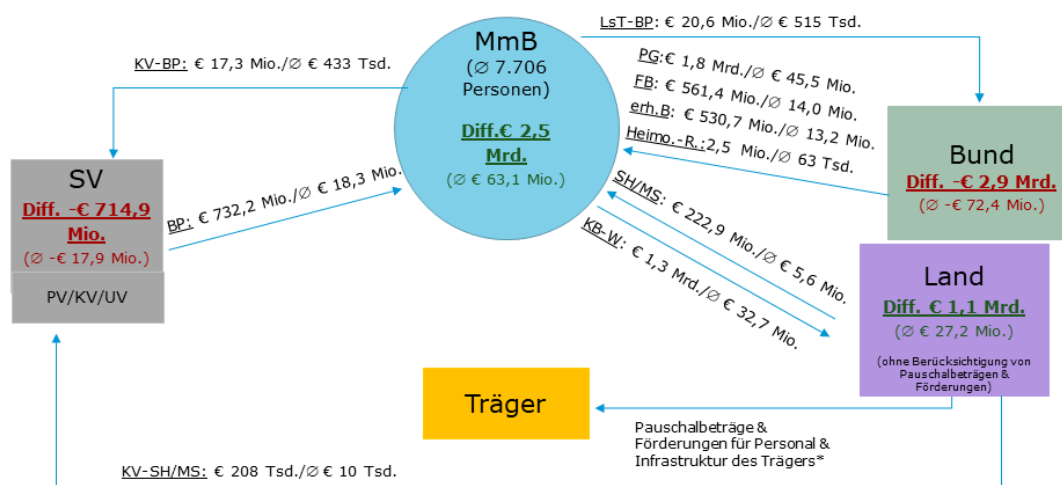 LsT-BP: € 20,6 Mio./∅ € 515 Tsd.
MmB
(∅ 7.706
Personen)
Diff.€ 2,5
Mrd.
(∅ € 63,1 Mio.)
KV-BP: € 17,3 Mio./∅ € 433 Tsd.
PG:€ 1,8 Mrd./∅ € 45,5 Mio.
FB: € 561,4 Mio./∅ 14,0 Mio.
erh.B: € 530,7 Mio./∅ 13,2 Mio.
Heimo.-R.:2,5 Mio./∅ € 63 Tsd.
Bund
Diff. -€ 2,9 Mrd.
(∅ -€ 72,4 Mio.)
SV
Diff. -€ 714,9
Mio.
(∅ -€ 17,9 Mio.)
PV/KV/UV
BP: € 732,2 Mio./∅ € 18,3 Mio.
SH/MS: € 222,9 Mio./∅ € 5,6 Mio.
KB-W: € 1,3 Mrd./∅ € 32,7 Mio.
Land
Diff. € 1,1 Mrd.
(∅ € 27,2 Mio.)
(ohne Berücksichtigung von
Pauschalbeträgen &
Förderungen)
Träger
Pauschalbeträge &
Förderungen für Personal &
Infrastruktur des Trägers*
KV-SH/MS: € 208 Tsd./∅ € 10 Tsd.